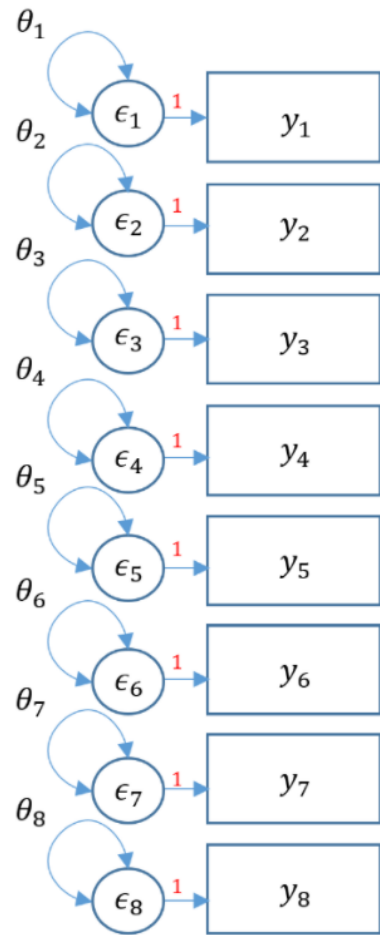 θ₁
1
ϵ₁
y₁
θ₂
1
ϵ₂
y₂
θ₃
1
ϵ₃
y₃
θ₄
1
ϵ₄
y₄
θ₅
1
ϵ₅
y₅
θ₆
1
ϵ₆
y₆
θ₇
1
ϵ₇
y₇
θ₈
1
ϵ₈
y₈